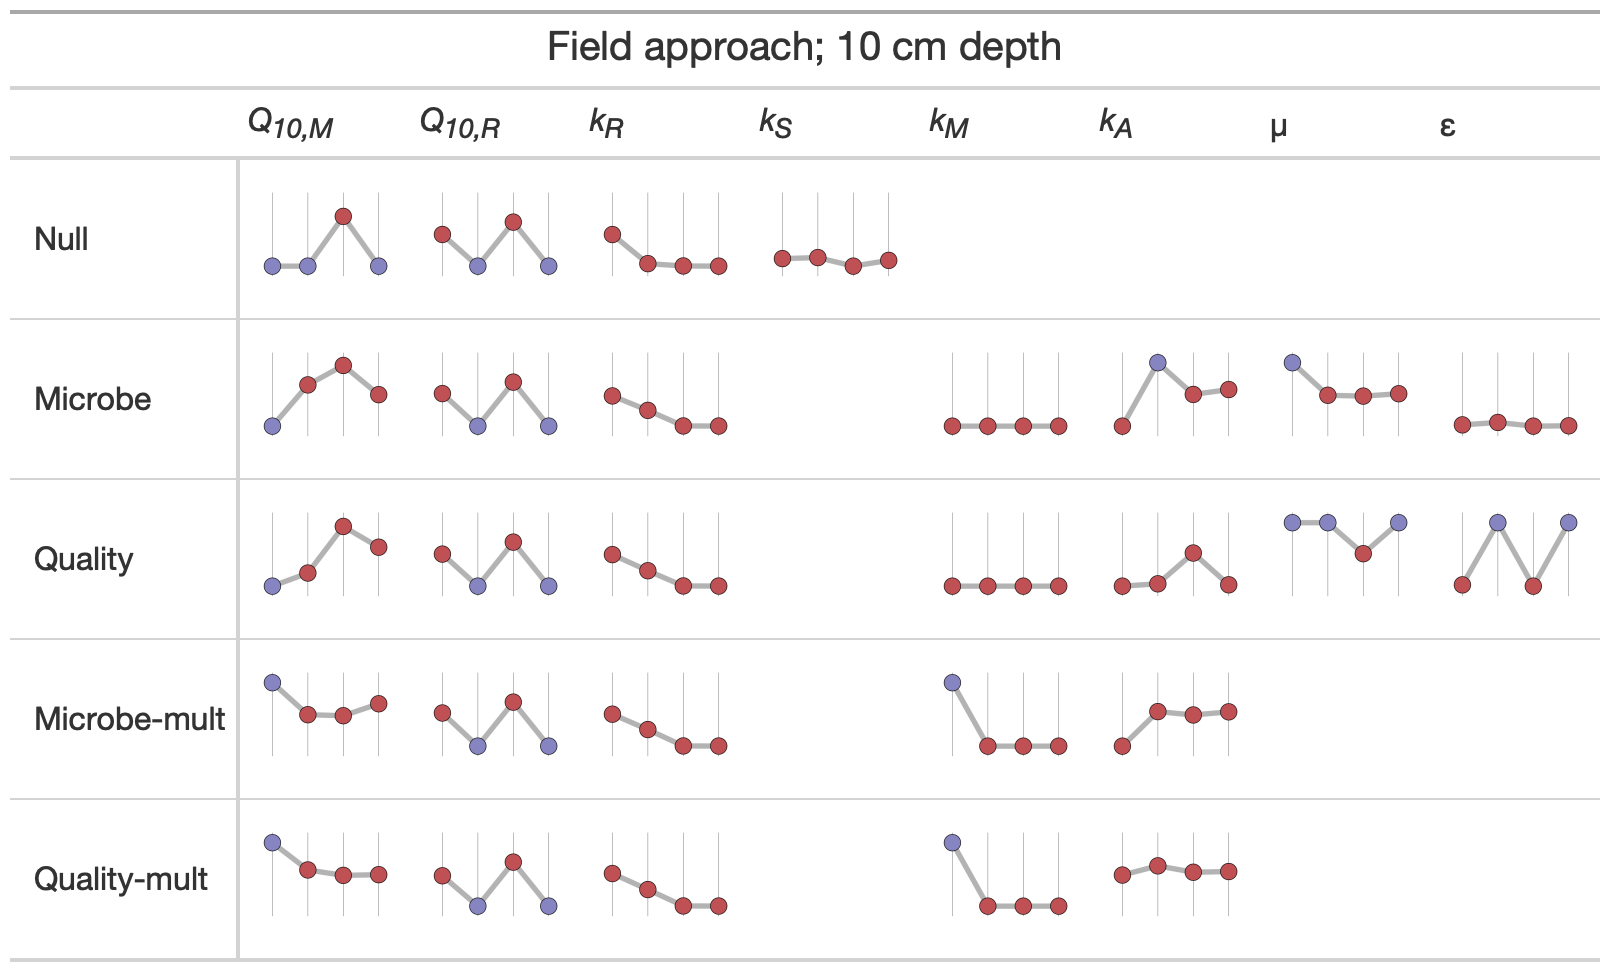 Field approach; 10 cm depth
Q10,M Q10,R kR kS kM kA μ ε
Null
Microbe
Quality
Microbe-mult
Quality-mult